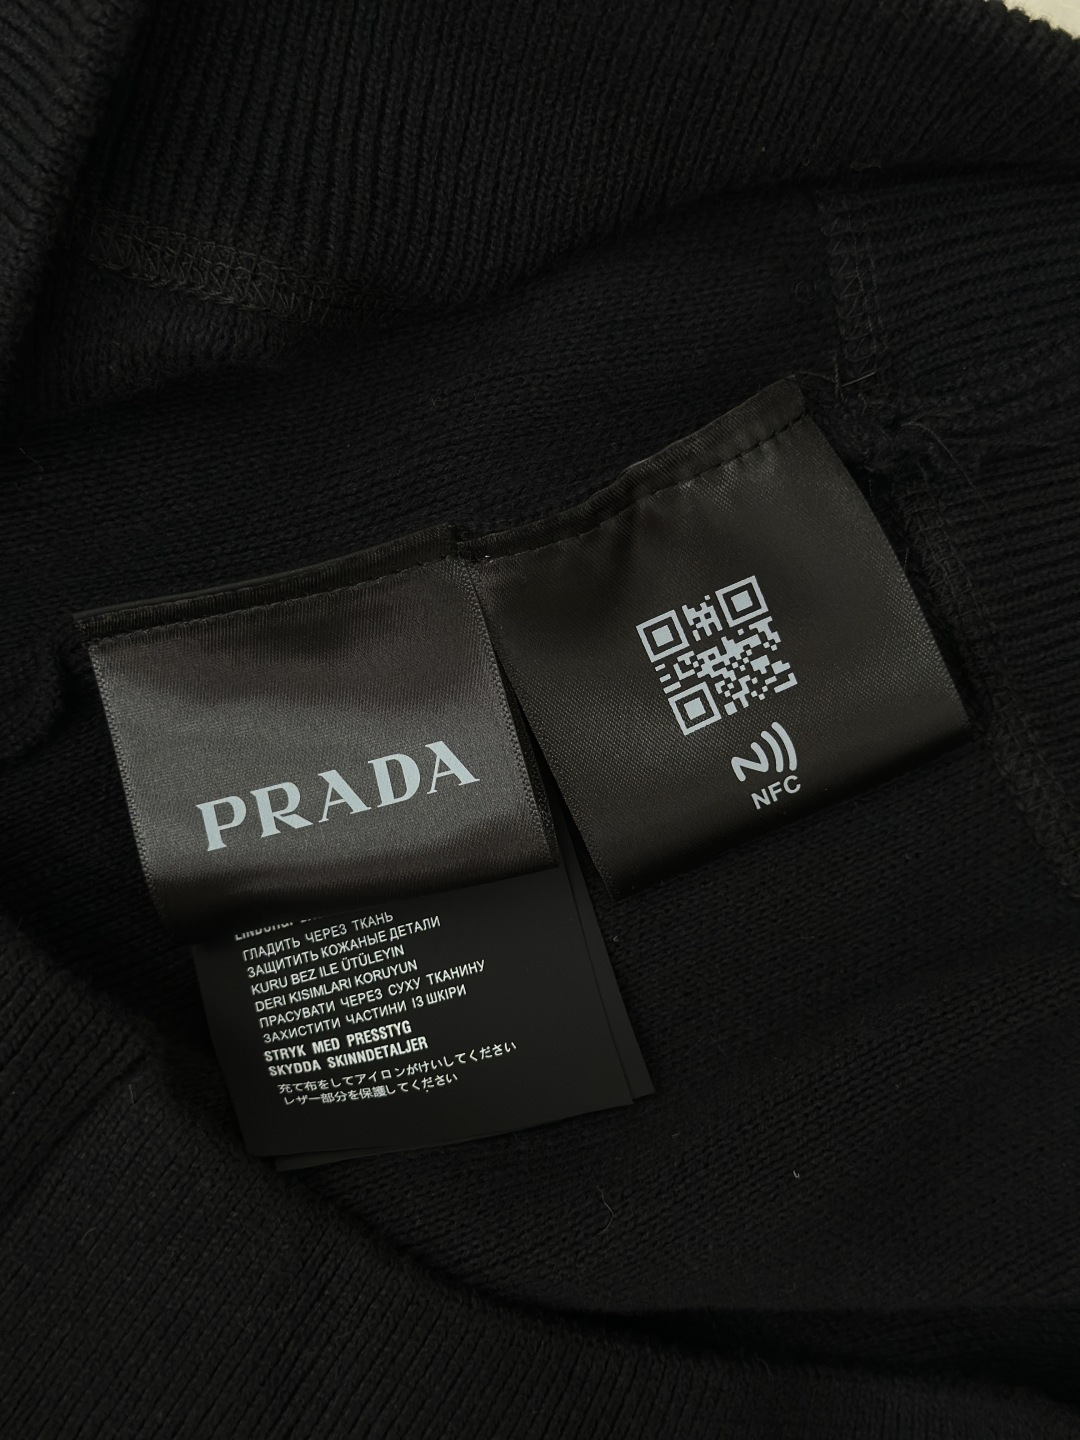 PRADA
NFC
ГЛАДИТЬ ЧЕРЕЗ ТКАНЬ
ЗАЩИТИТЬ КОЖАНЫЕ ДЕТАЛИ
KURU BEZ ILE ÜTÜLEYIN
DERI KISIMLARI KORUYUN
ПРАСУВАТИ ЧЕРЕЗ СУХУ ТКАНИНУ
ЗАХИСТИТИ ЧАСТИНИ ІЗ ШКІРИ
STRYK MED PRESSTYG
SKYDDA SKINNDETALJER
充て布をしてアイロンがけいしてください
レザー部分を保護してください